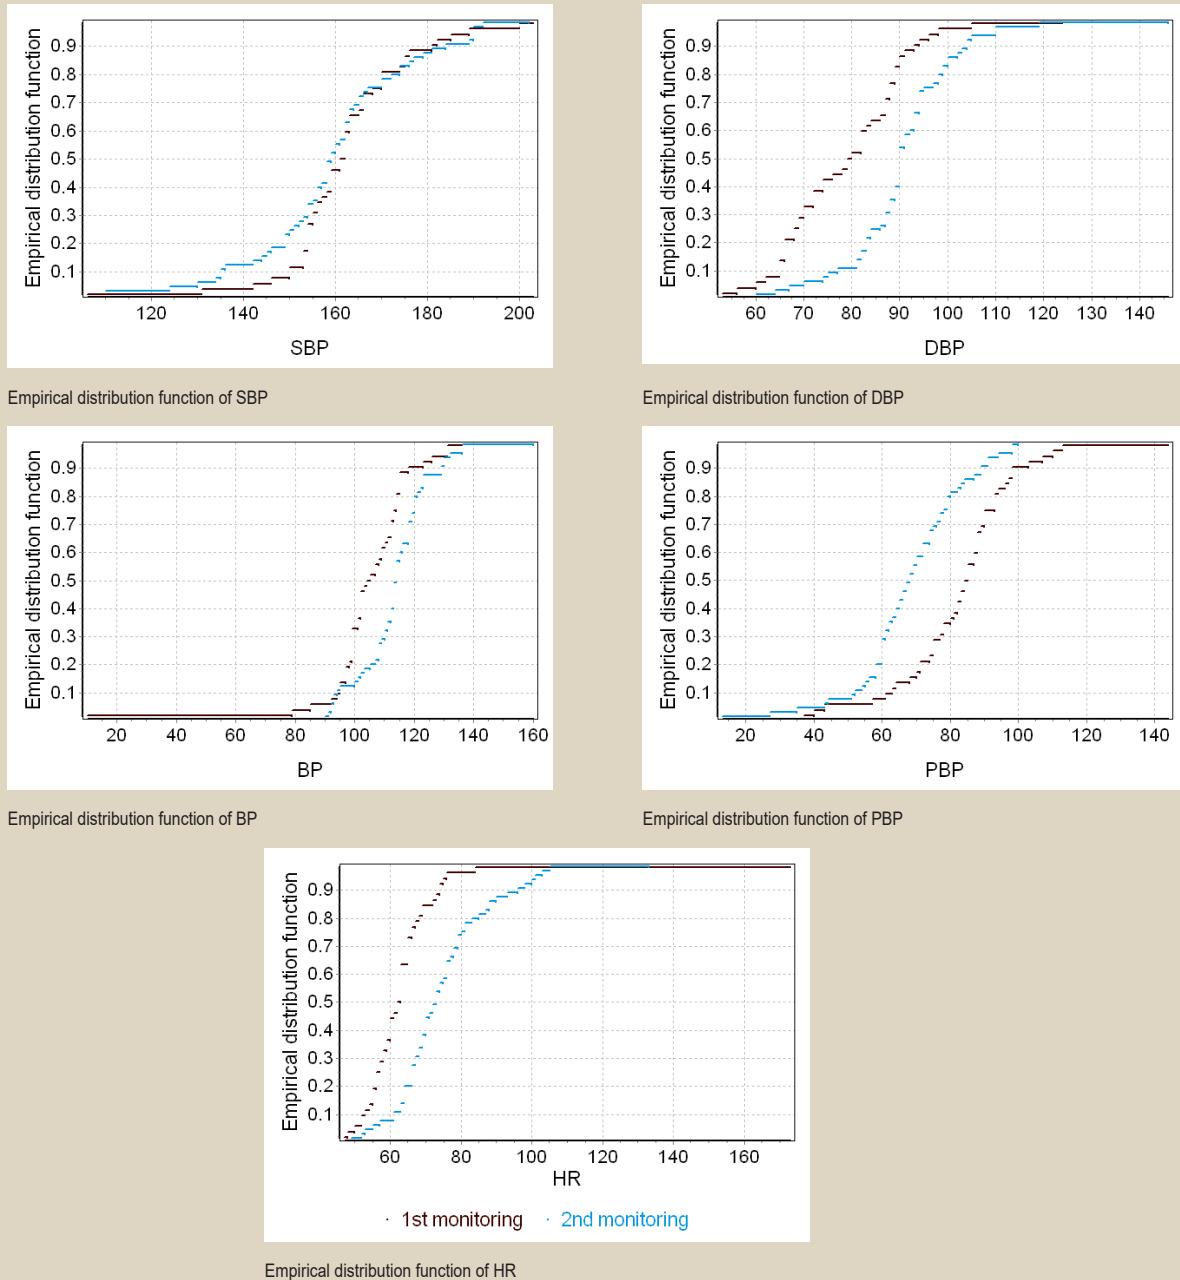 Empirical distribution function
0.9
0.8
0.7
0.6
0.5
0.4
0.3
0.2
0.1
120 140 160 180 200
SBP
Empirical distribution function of SBP
Empirical distribution function
0.9
0.8
0.7
0.6
0.5
0.4
0.3
0.2
0.1
60 70 80 90 100 110 120 130 140
DBP
Empirical distribution function of DBP
Empirical distribution function
0.9
0.8
0.7
0.6
0.5
0.4
0.3
0.2
0.1
20 40 60 80 100 120 140 160
BP
Empirical distribution function of BP
Empirical distribution function
0.9
0.8
0.7
0.6
0.5
0.4
0.3
0.2
0.1
20 40 60 80 100 120 140
PBP
Empirical distribution function of PBP
Empirical distribution function
0.9
0.8
0.7
0.6
0.5
0.4
0.3
0.2
0.1
60 80 100 120 140 160
HR
· 1st monitoring · 2nd monitoring
Empirical distribution function of HR